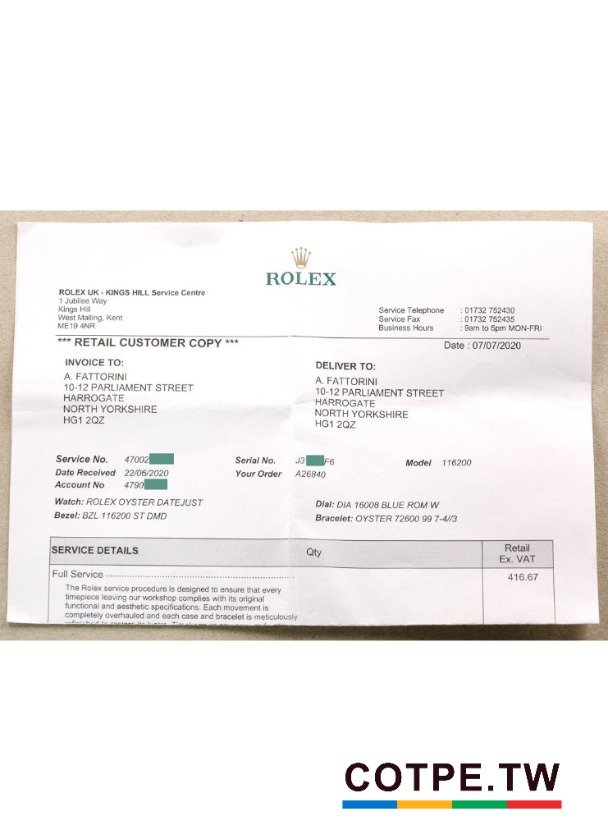 ROLEX
ROLEX UK - KINGS HILL Service Centre
1 Jubilee Way
Kings Hill
West Malling, Kent
ME19 4NR
Service Telephone : 01732 752430
Service Fax : 01732 752435
Business Hours : 9am to 5pm MON-FRI
*** RETAIL CUSTOMER COPY ***
Date : 07/07/2020
INVOICE TO:
A. FATTORINI
10-12 PARLIAMENT STREET
HARROGATE
NORTH YORKSHIRE
HG1 2QZ
DELIVER TO:
A. FATTORINI
10-12 PARLIAMENT STREET
HARROGATE
NORTH YORKSHIRE
HG1 2QZ
Service No. 47002
Serial No. J3 F6
Model 116200
Date Received 22/06/2020
Your Order A26840
Account No 4790
Watch: ROLEX OYSTER DATEJUST
Dial: DIA 16008 BLUE ROM W
Bezel: BZL 116200 ST DMD
Bracelet: OYSTER 72600 99 7-4//3
SERVICE DETAILS Qty Retail
Ex. VAT
Full Service 416.67
The Rolex service procedure is designed to ensure that every
timepiece leaving our workshop complies with its original
functional and aesthetic specifications. Each movement is
completely overhauled and each case and bracelet is meticulously
COTPE.TW